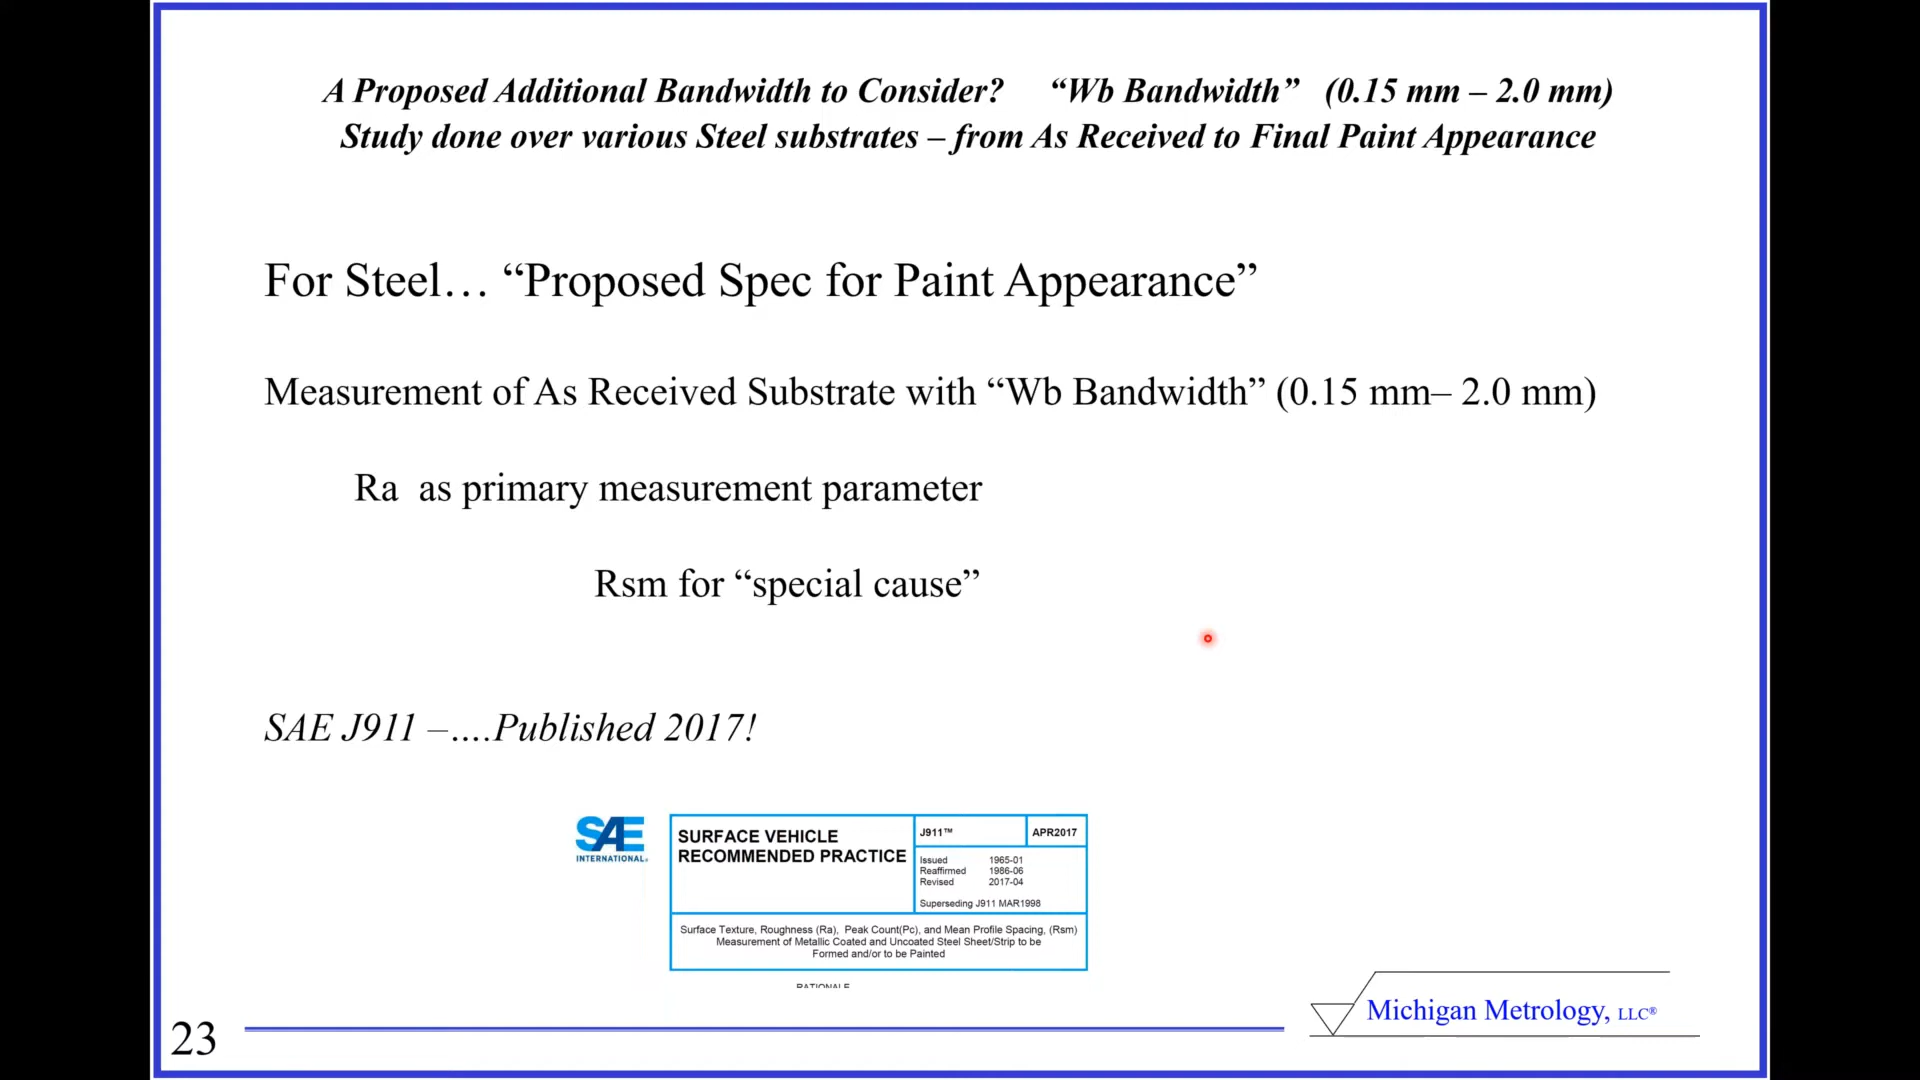 A Proposed Additional Bandwidth to Consider? “Wb Bandwidth” (0.15 mm – 2.0 mm)
Study done over various Steel substrates – from As Received to Final Paint Appearance
For Steel… “Proposed Spec for Paint Appearance”
Measurement of As Received Substrate with “Wb Bandwidth” (0.15 mm– 2.0 mm)
Ra as primary measurement parameter
Rsm for “special cause”
SAE J911 –….Published 2017!
SAE
INTERNATIONAL®
SURFACE VEHICLE
RECOMMENDED PRACTICE
J911™
APR2017
Issued 1965-01
Reaffirmed 1986-06
Revised 2017-04
Superseding J911 MAR1998
Surface Texture, Roughness (Ra), Peak Count(Pc), and Mean Profile Spacing, (Rsm)
Measurement of Metallic Coated and Uncoated Steel Sheet/Strip to be
Formed and/or to be Painted
RATIONALE
23
Michigan Metrology, LLC®